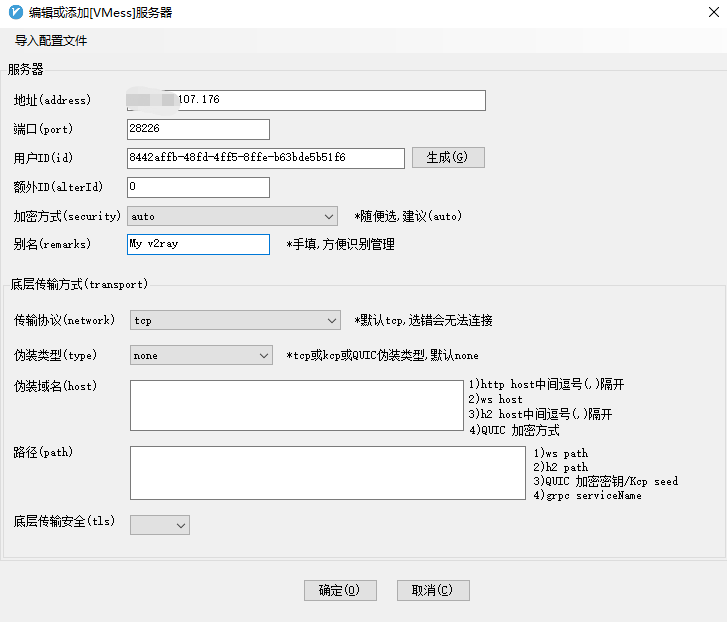 编辑或添加[VMess]服务器
导入配置文件
服务器
地址(address) 107.176
端口(port) 28226
用户ID(id) 8442affb-48fd-4ff5-8ffe-b63bde5b51f6 生成(G)
额外ID(alterId) 0
加密方式(security) auto *随便选,建议(auto)
别名(remarks) My v2ray *手填,方便识别管理
底层传输方式(transport)
传输协议(network) tcp *默认tcp,选错会无法连接
伪装类型(type) none *tcp或kcp或QUIC伪装类型,默认none
伪装域名(host) 1)http host中间逗号(,)隔开
2)ws host
3)h2 host中间逗号(,)隔开
4)QUIC 加密方式
路径(path) 1)ws path
2)h2 path
3)QUIC 加密密钥/Kcp seed
4)grpc serviceName
底层传输安全(tls)
确定(O) 取消(C)